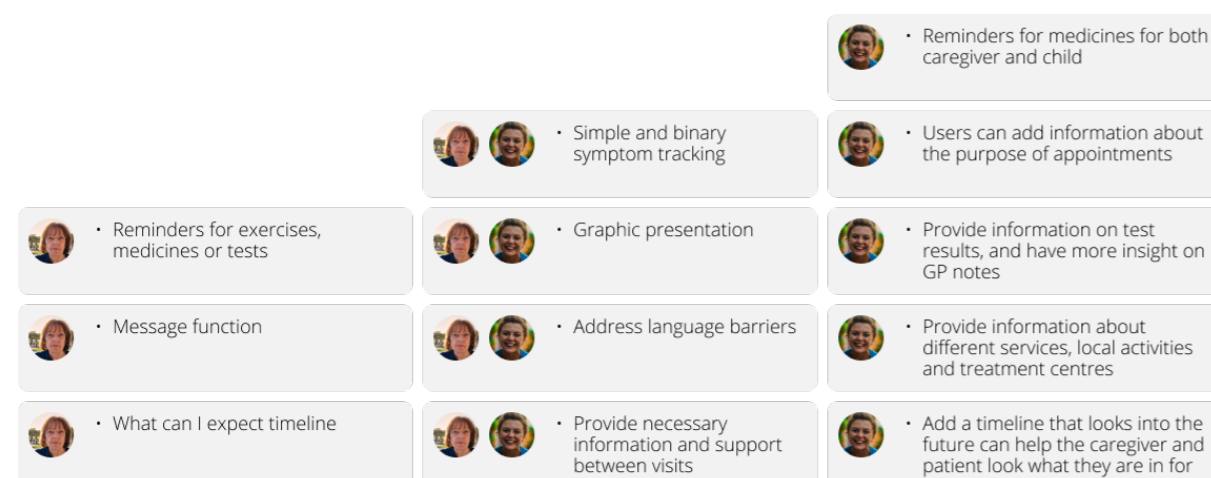 • Reminders for medicines for both
caregiver and child
• Simple and binary
symptom tracking
• Users can add information about
the purpose of appointments
• Reminders for exercises,
medicines or tests
• Graphic presentation
• Provide information on test
results, and have more insight on
GP notes
• Message function
• Address language barriers
• Provide information about
different services, local activities
and treatment centres
• What can I expect timeline
• Provide necessary
information and support
between visits
• Add a timeline that looks into the
future can help the caregiver and
patient look what they are in for